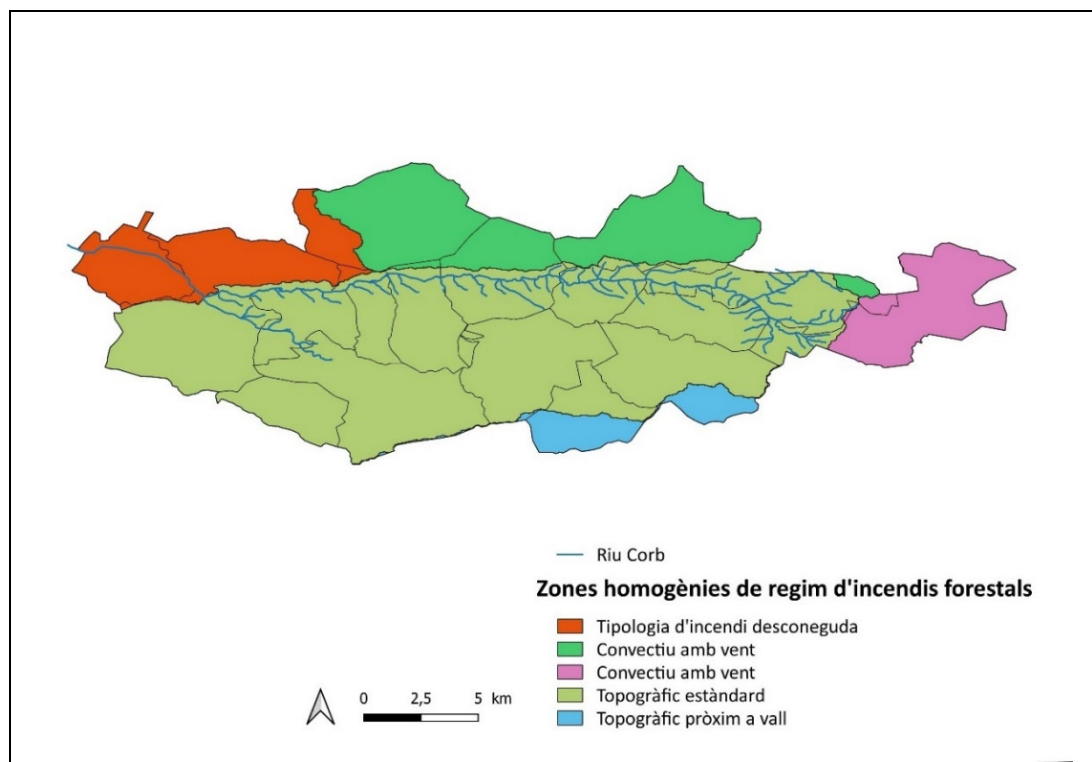 Riu Corb
Zones homogènies de regim d'incendis forestals
Tipologia d'incendi desconeguda
Convectiu amb vent
Convectiu amb vent
Topogràfic estàndard
Topogràfic pròxim a vall
0 2,5 5 km